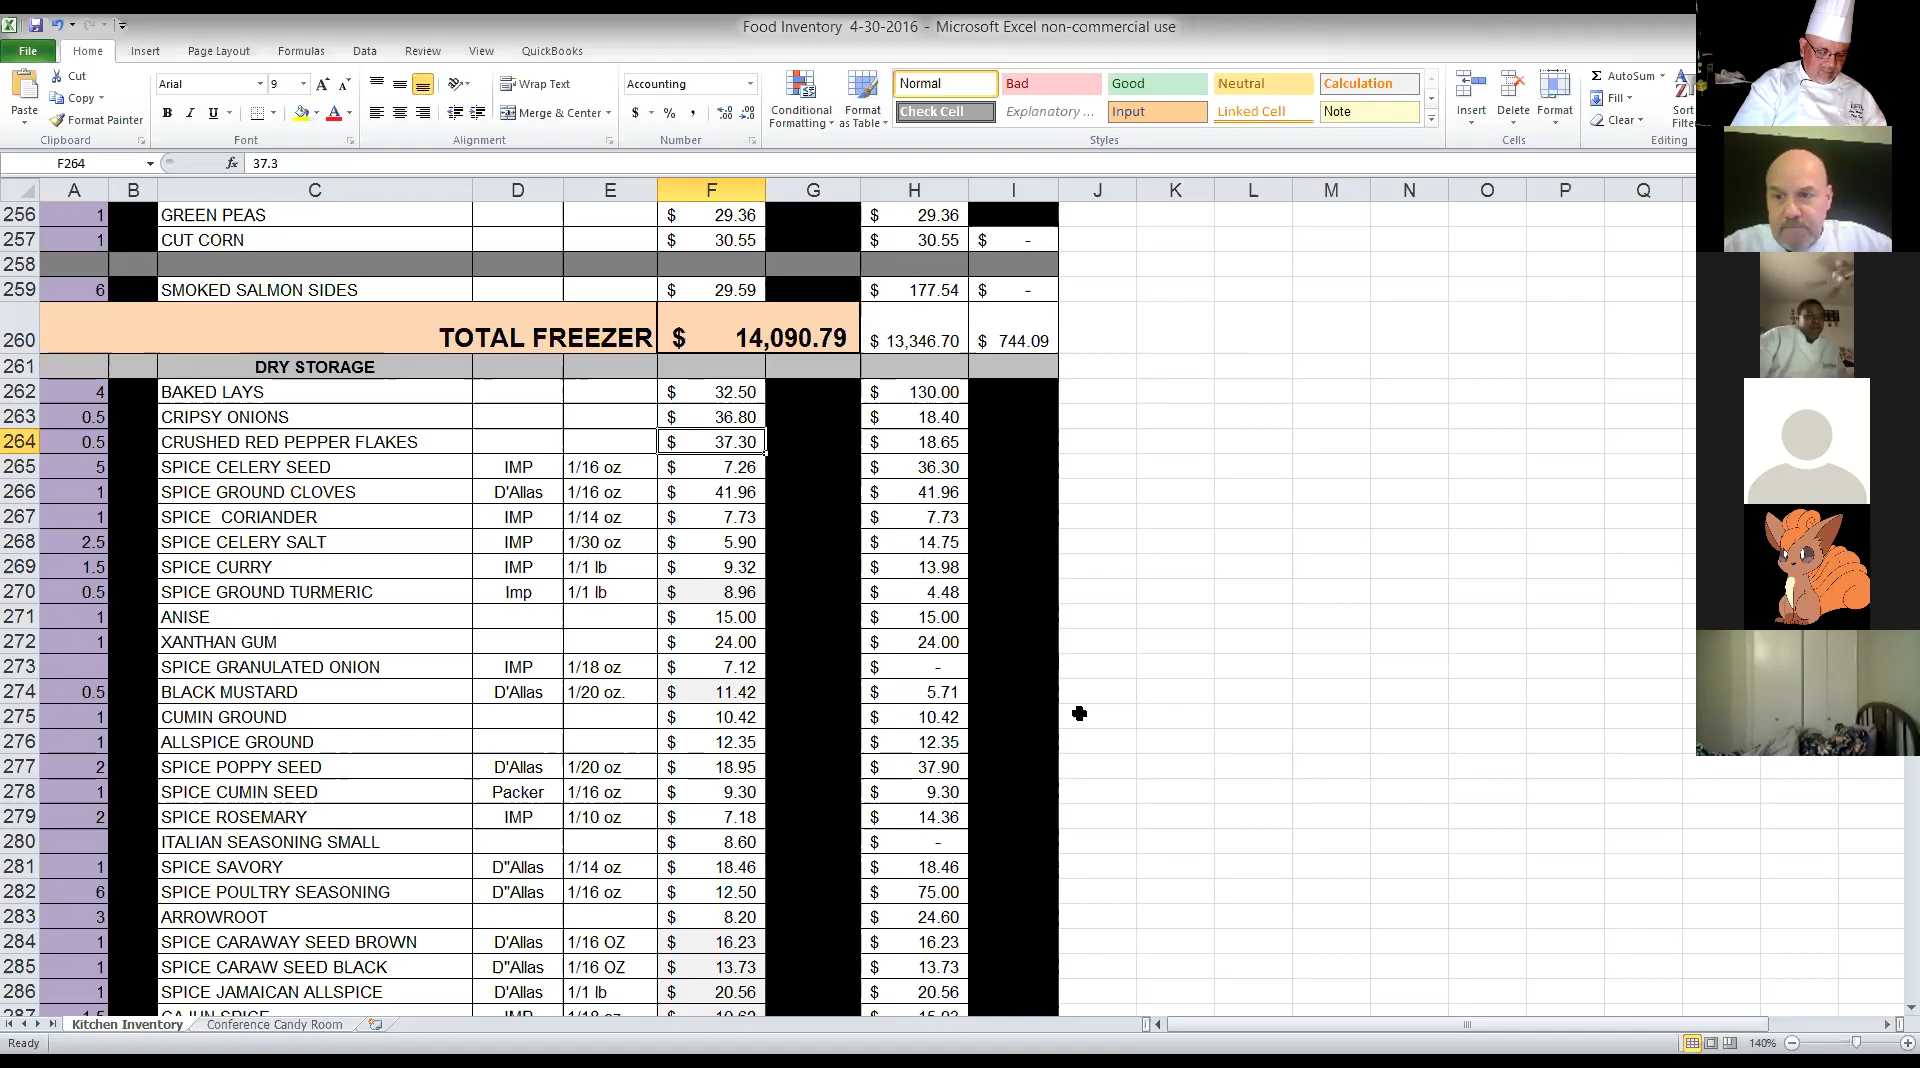 Food Inventory 4-30-2016 - Microsoft Excel non-commercial use
File Home Insert Page Layout Formulas Data Review View QuickBooks
Paste Cut Copy Format Painter Clipboard
Arial 9 A A B I U A Font
Wrap Text Merge & Center Alignment
Accounting $ % , Number
Conditional Formatting Format as Table
Normal Bad Good Neutral Calculation
Check Cell Explanatory ... Input Linked Cell Note
Styles
Insert Delete Format Cells
AutoSum Fill Clear Sort Filter Editing
F264 fx 37.3
A B C D E F G H I J K L M N O P Q
256 1 GREEN PEAS $ 29.36 $ 29.36
257 1 CUT CORN $ 30.55 $ 30.55 $ -
258
259 6 SMOKED SALMON SIDES $ 29.59 $ 177.54 $ -
260 TOTAL FREEZER $ 14,090.79 $ 13,346.70 $ 744.09
261 DRY STORAGE
262 4 BAKED LAYS $ 32.50 $ 130.00
263 0.5 CRIPSY ONIONS $ 36.80 $ 18.40
264 0.5 CRUSHED RED PEPPER FLAKES $ 37.30 $ 18.65
265 5 SPICE CELERY SEED IMP 1/16 oz $ 7.26 $ 36.30
266 1 SPICE GROUND CLOVES D'Allas 1/16 oz $ 41.96 $ 41.96
267 1 SPICE CORIANDER IMP 1/14 oz $ 7.73 $ 7.73
268 2.5 SPICE CELERY SALT IMP 1/30 oz $ 5.90 $ 14.75
269 1.5 SPICE CURRY IMP 1/1 lb $ 9.32 $ 13.98
270 0.5 SPICE GROUND TURMERIC Imp 1/1 lb $ 8.96 $ 4.48
271 1 ANISE $ 15.00 $ 15.00
272 1 XANTHAN GUM $ 24.00 $ 24.00
273 SPICE GRANULATED ONION IMP 1/18 oz $ 7.12 $ -
274 0.5 BLACK MUSTARD D'Allas 1/20 oz. $ 11.42 $ 5.71
275 1 CUMIN GROUND $ 10.42 $ 10.42
276 1 ALLSPICE GROUND $ 12.35 $ 12.35
277 2 SPICE POPPY SEED D'Allas 1/20 oz $ 18.95 $ 37.90
278 1 SPICE CUMIN SEED Packer 1/16 oz $ 9.30 $ 9.30
279 2 SPICE ROSEMARY IMP 1/10 oz $ 7.18 $ 14.36
280 ITALIAN SEASONING SMALL $ 8.60 $ -
281 1 SPICE SAVORY D"Allas 1/14 oz $ 18.46 $ 18.46
282 6 SPICE POULTRY SEASONING D"Allas 1/16 oz $ 12.50 $ 75.00
283 3 ARROWROOT $ 8.20 $ 24.60
284 1 SPICE CARAWAY SEED BROWN D'Allas 1/16 OZ $ 16.23 $ 16.23
285 1 SPICE CARAW SEED BLACK D"Allas 1/16 OZ $ 13.73 $ 13.73
286 1 SPICE JAMAICAN ALLSPICE D'Allas 1/1 lb $ 20.56 $ 20.56
287 1.5 CAJUN SPICE IMP 1/18 oz $ 10.62 $ 15.93
Kitchen Inventory Conference Candy Room
Ready 140%